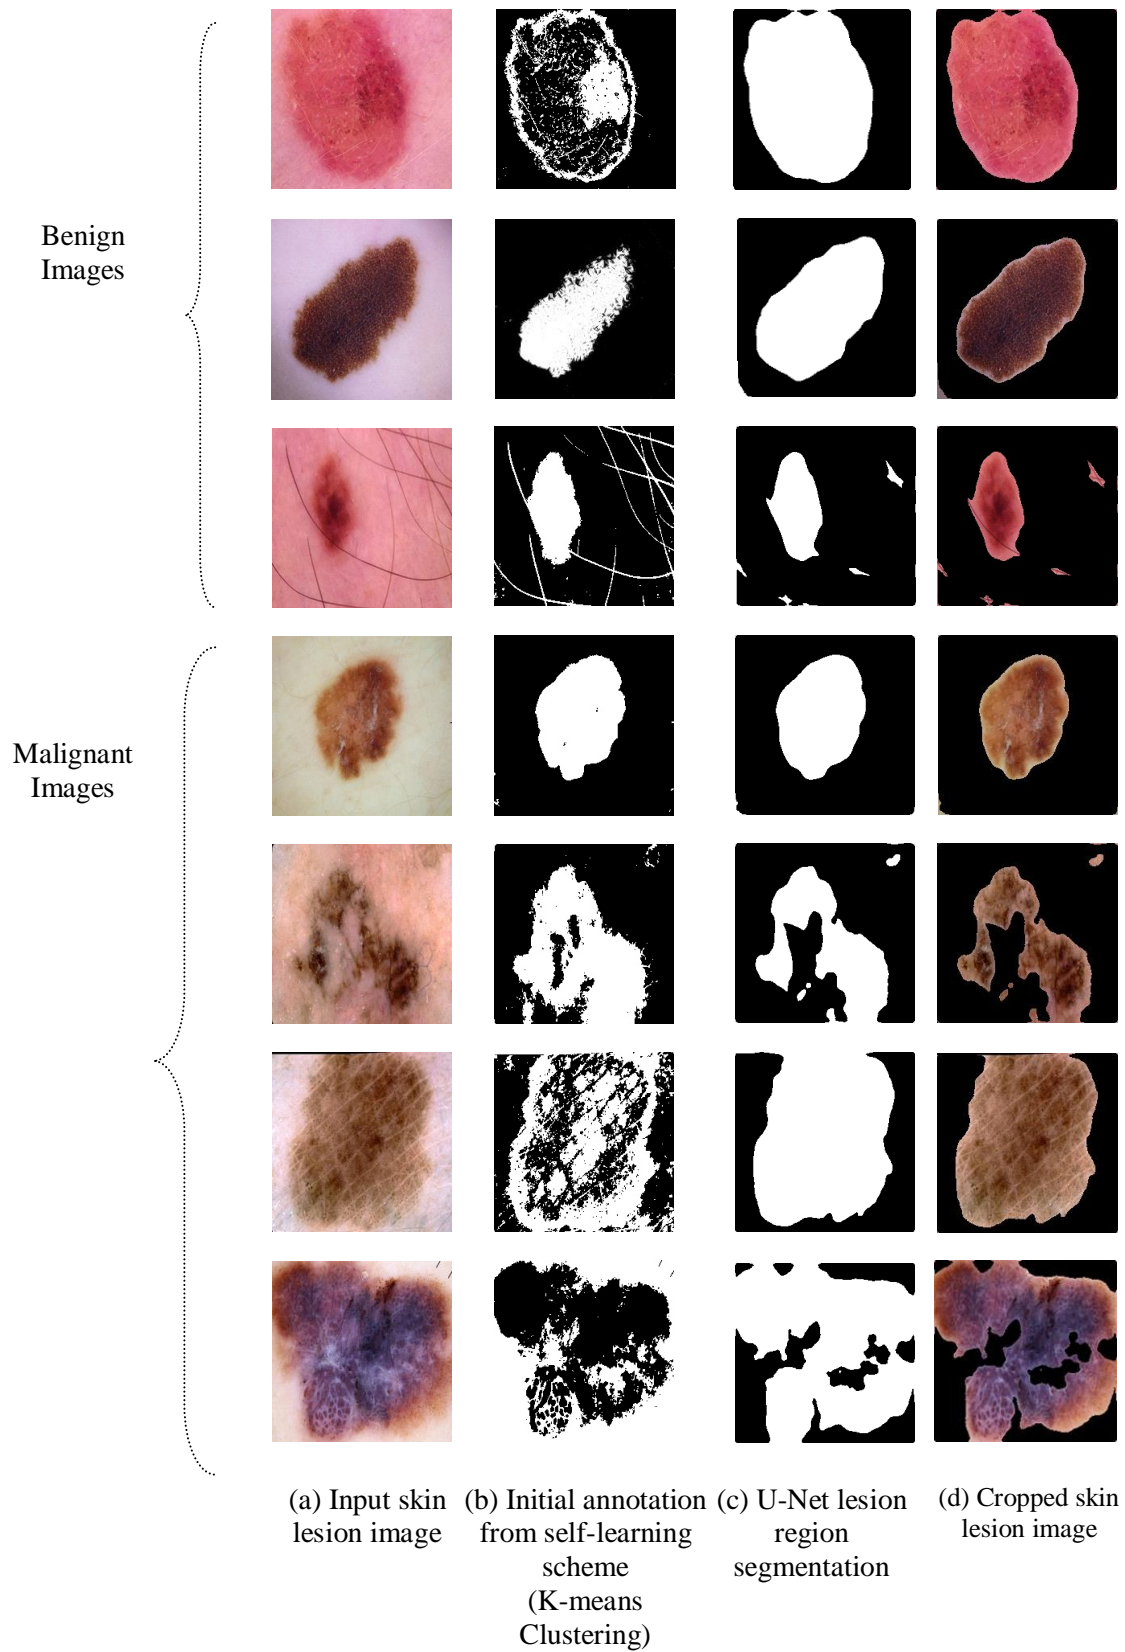 Benign
Images
Malignant
Images
(a) Input skin
lesion image
(b) Initial annotation
from self-learning
scheme
(K-means
Clustering)
(c) U-Net lesion
region
segmentation
(d) Cropped skin
lesion image